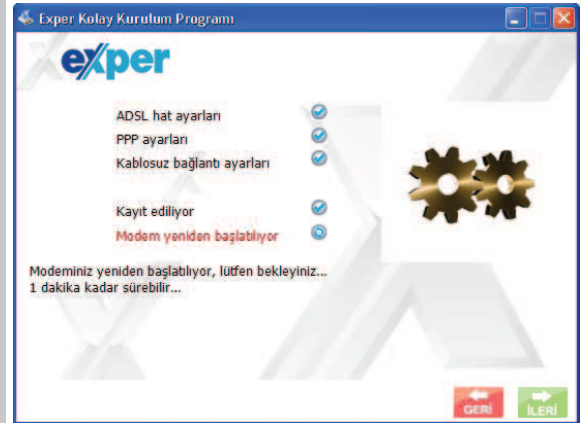 Exper Kolay Kurulum Programı
exper
ADSL hat ayarları
PPP ayarları
Kablosuz bağlantı ayarları
Kayıt ediliyor
Modem yeniden başlatılıyor
Modeminiz yeniden başlatılıyor, lütfen bekleyiniz...
1 dakika kadar sürebilir...
GERİ
İLERİ